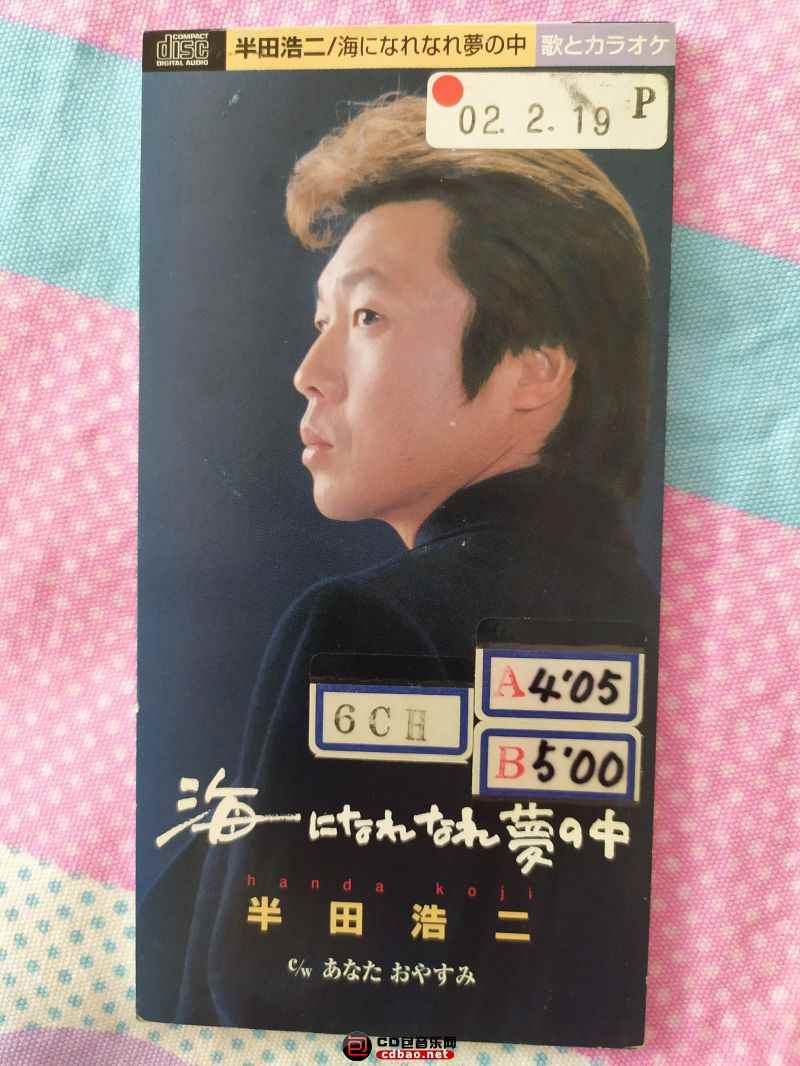 COMPACT
disc
DIGITAL AUDIO
半田浩二/海になれなれ夢の中
歌とカラオケ
02. 2. 19 P
A 4'05
6CH
B 5'00
海になれなれ夢の中
handa koji
半田浩二
c/w あなた おやすみ
CD包音乐网
cdbao.net